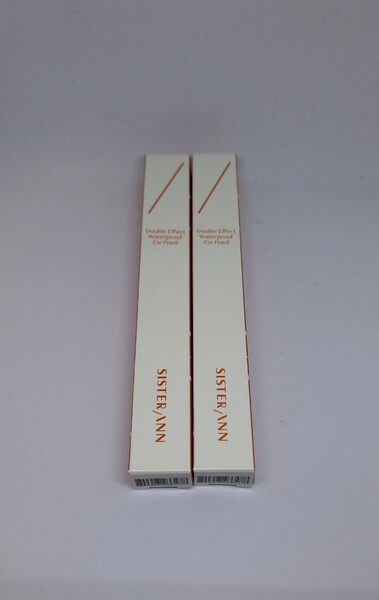 Double Effect
Waterproof
Eye Pencil
SISTER/ANN
Double Effect
Waterproof
Eye Pencil
SISTER/ANN